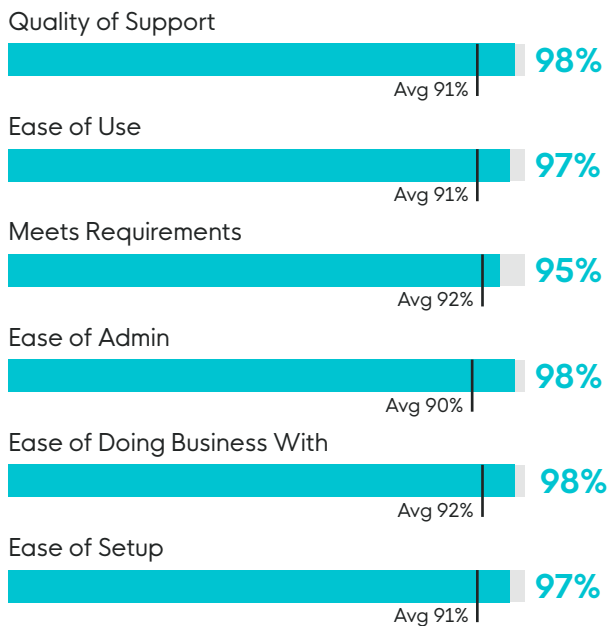 Quality of Support
98%
Avg 91%
Ease of Use
97%
Avg 91%
Meets Requirements
95%
Avg 92%
Ease of Admin
98%
Avg 90%
Ease of Doing Business With
98%
Avg 92%
Ease of Setup
97%
Avg 91%